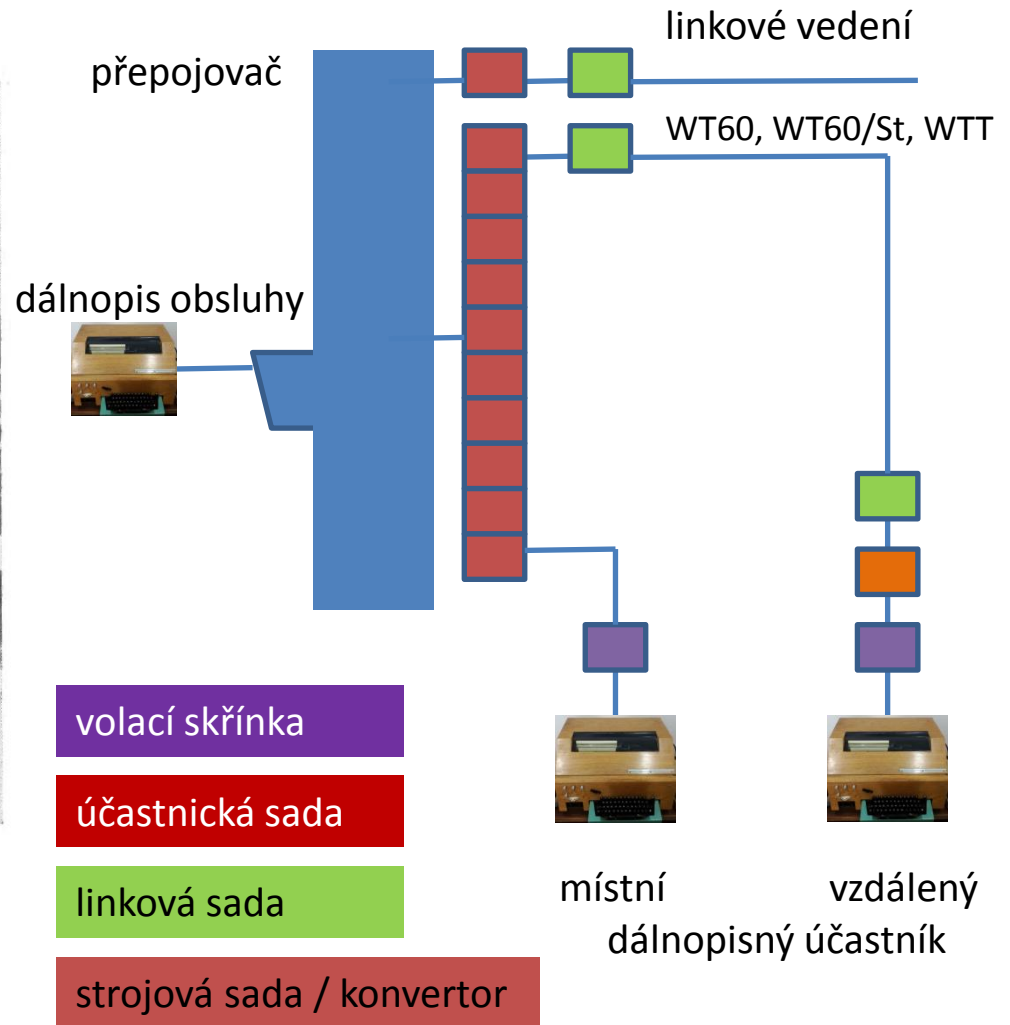 linkové vedení
přepojovač
WT60, WT60/St, WTT
dálnopis obsluhy
volací skřínka
účastnická sada
linková sada
strojová sada / konvertor
místní vzdálený
dálnopisný účastník